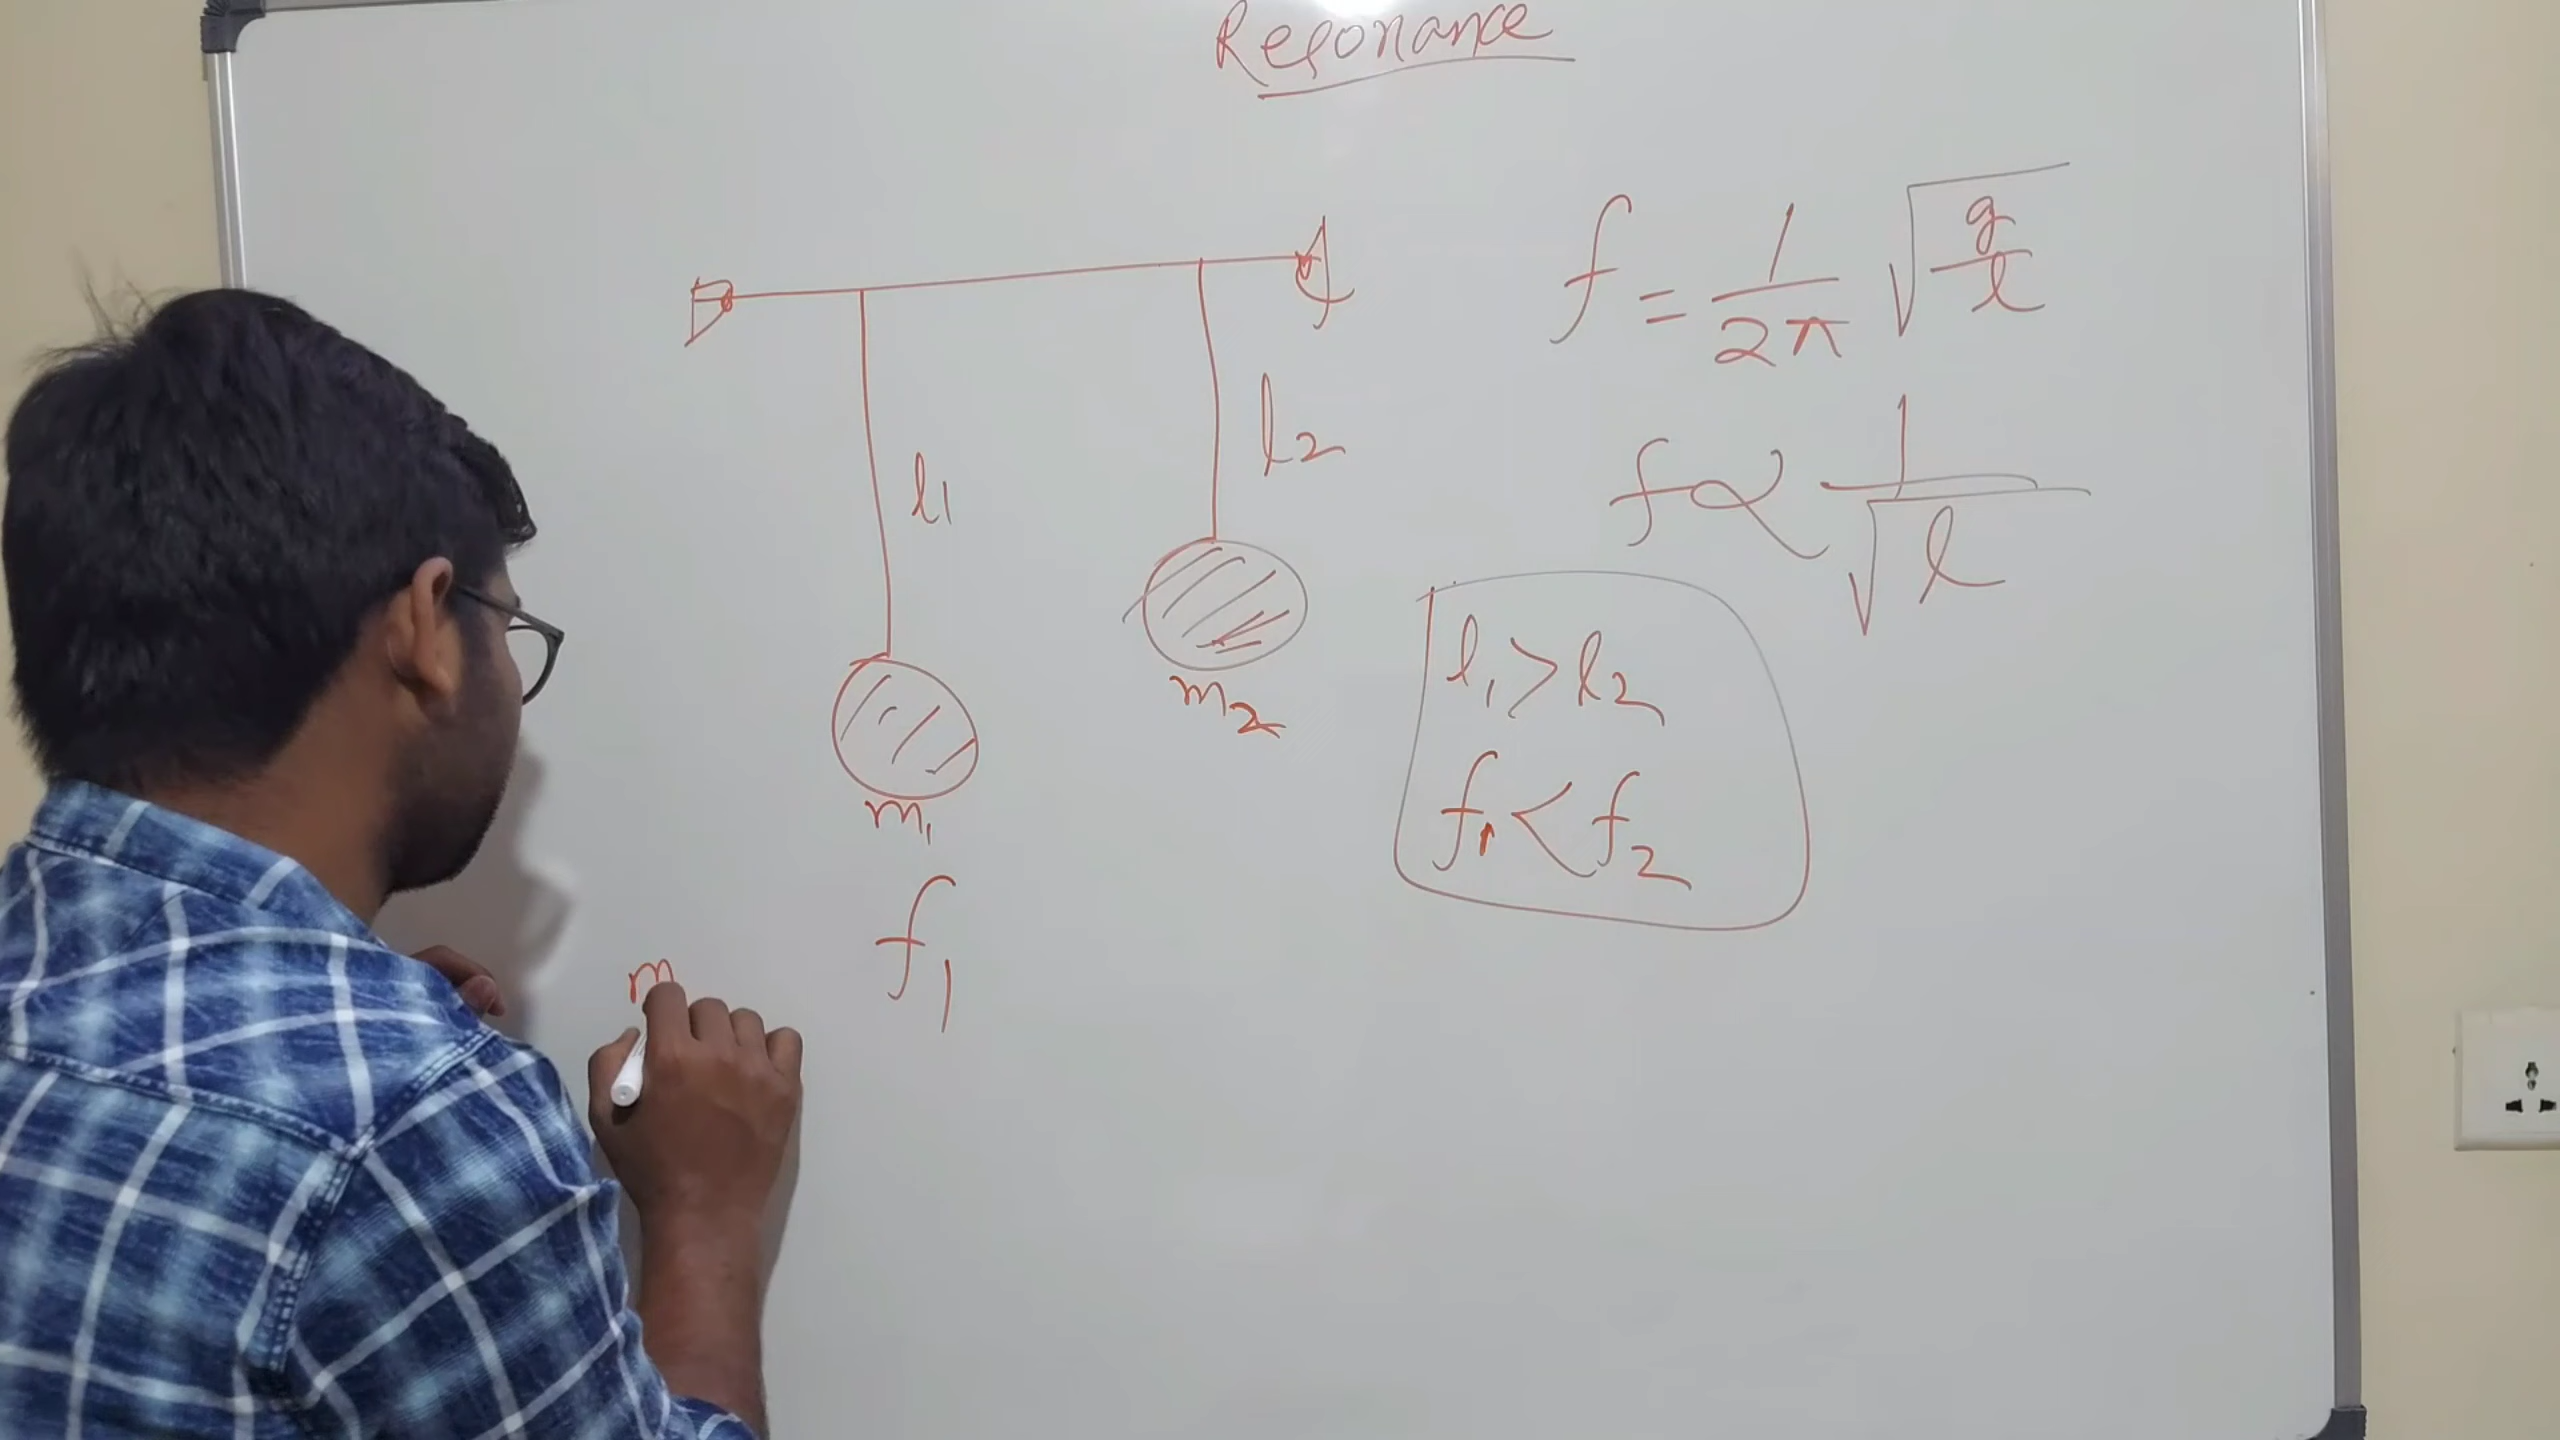 Resonance
f = 1/2π √(g/l)
f ∝ 1/√l
l1
l2
m1
m2
l1 > l2
f1 < f2
f1
m